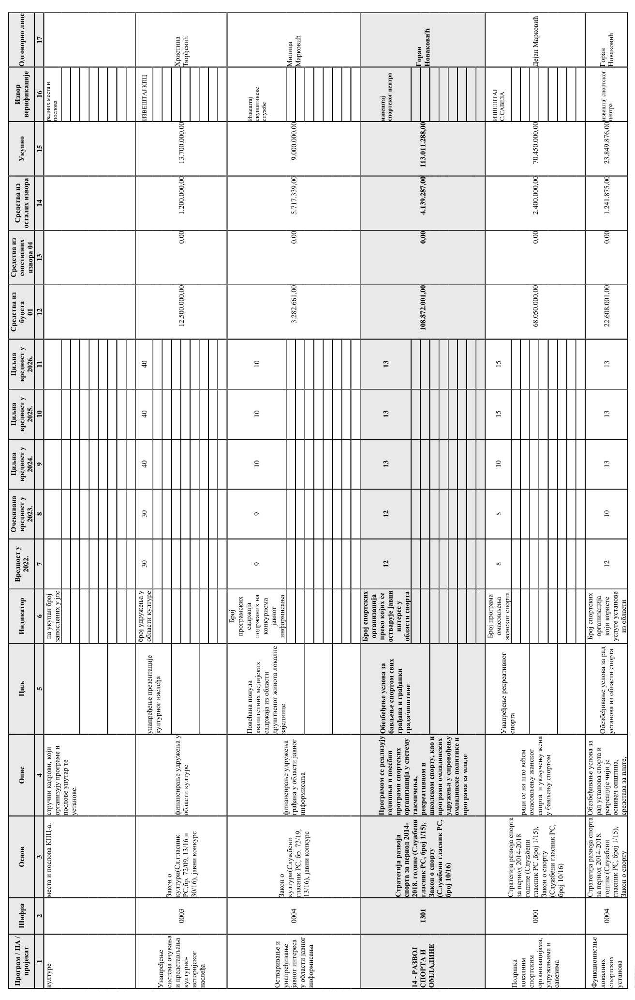 Програм / ПА /
пројекат
Шифра
Основ
Опис
Циљ
Индикатор
Вредност у
2022.
Очекивана
вредност у
2023.
Циљна
вредност у
2024.
Циљна
вредност у
2025.
Циљна
вредност у
2026.
Средства из
буџета
01
Средства из
сопствених
извора 04
Средства из
осталих извора
Укупно
Извор
верификације
Одговорно лице
1
2
3
4
5
6
7
8
9
10
11
12
13
14
15
16
17
културе
места и послова КПЦ-а.
стручни кадрови, који
организују програме и
послове унутар те
установе.
на укупан број
запослених у јлс
радних места и
послова
Унапређење
система очувања
и представљања
културно-
историјског
наслеђа
0003
Закон о
култури(Сл.гласник
РС,бр. 72/09, 13/16 и
30/16), јавни конкурс
финансирање удружења у
области културе
унапређење презентације
културног наслеђа
број удружења у
области културе
30
30
40
40
40
12.500.000,00
0,00
1.200.000,00
13.700.000,00
ИЗВЕШТАЈ КПЦ
Христина
Ђорђевић
Остваривање и
унапређивање
јавног интереса
у области јавног
информисања
0004
Закон о
култури(Службени
гласник РС, бр. 72/19,
13/16), јавни конкурс
финансирање удружења
грађана у области јавног
информисања
Повећана понуда
квалитетних медијских
садржаја из области
друштвеног живота локалне
заједнице
Број
програмских
садржаја
подржаних на
конкурисма
јавног
информисања
9
9
10
10
10
3.282.661,00
0,00
5.717.339,00
9.000.000,00
Извештај
скупштинске
службе
Милица
Марковић
14 - РАЗВОЈ
СПОРТА И
ОМЛАДИНЕ
1301
Стратегија развоја
спорта за период 2014-
2018. године (Службени
гласник РС, број 1/15),
Закон о спорту
(Службени гласник РС,
број 10/16)
Програмом се реализују
годишњи и посебни
програми спортских
организација у систему
такмичења,
рекреативном и
школском спорту, као и
програми омладинских
удружења у спровођењу
омладинске политике и
програма за младе
Обезбеђење услова за
бављење спортом свих
грађана и грађанки
града/општине
Број спортских
организација
преко којих се
остварује јавни
интерес у
области спорта
12
12
13
13
13
108.872.001,00
0,00
4.139.287,00
113.011.288,00
извештај
спортског центра
Горан
НоваковиЋ
Подршка
локалним
спортским
организацијама,
удружењима и
савезима
0001
Стратегија развоја спорта
за период 2014-2018
године (Службени
гласник РС ,број 1/15),
Закон о спорту
(Службени гласник РС,
број 10/16)
ради се на што већем
омасовљењу жанског
спорта и укључењу жена
у бављењу спортом
Унапређење рекреативног
спорта
Број програма
омасовљења
женског спорта
8
8
10
15
15
68.050.000,00
0,00
2.400.000,00
70.450.000,00
ИЗВЕШТАЈ
С.САВЕЗА
Дејан Марковић
Функционисање
локалних
спортских
установа
0004
Стратегија развоја спорта
за период 2014-2018.
године (Службени
гласник РС, број 1/15),
Закон о спорту
Обезбеђивање услова за
рад установа спорта и
рекреације чији је
оснивач општина,
средстава за плате,
Обезбеђивање услова за рад
установа из области спорта
Број спортских
организација
који користе
услуге установе
из области
12
10
13
13
13
22.608.001,00
0,00
1.241.875,00
23.849.876,00
извештај спортског
центра
Горан
Новаковић